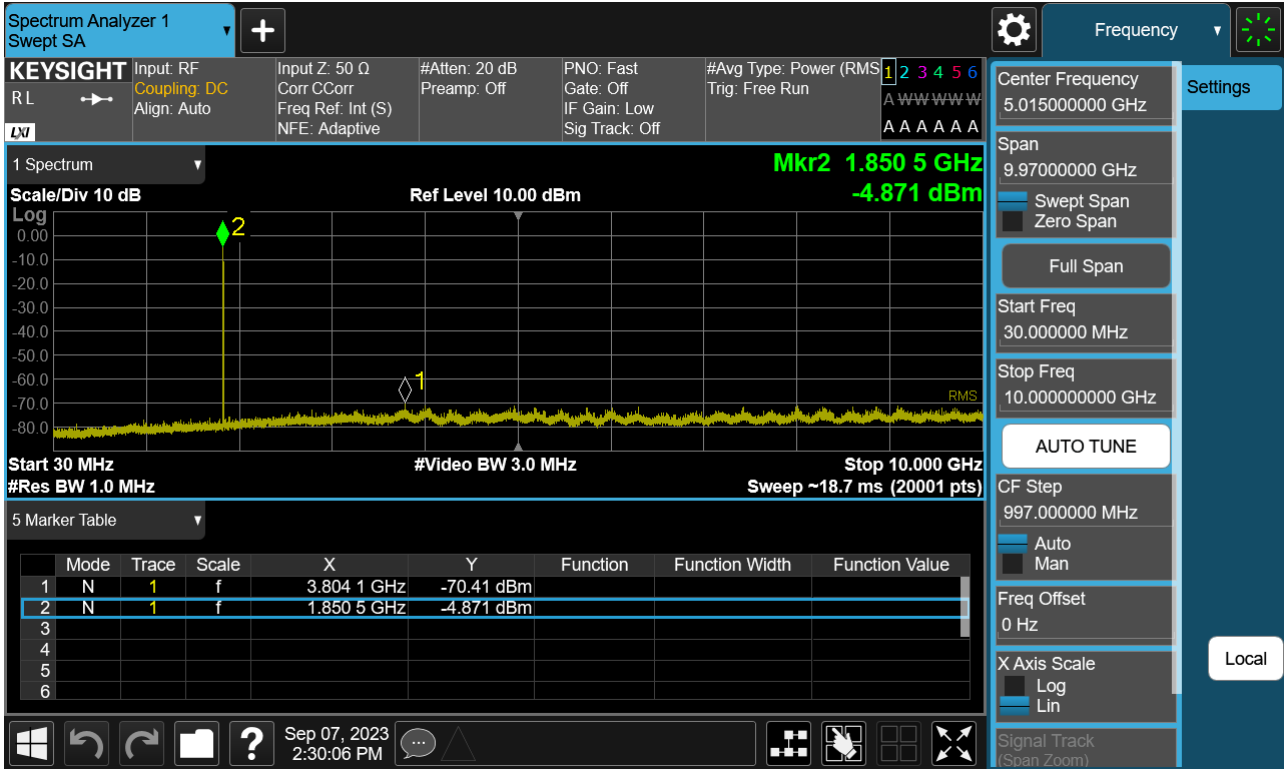 Spectrum Analyzer 1
Swept SA
Frequency
KEYSIGHT
R L
LXI
Input: RF
Coupling: DC
Align: Auto
Input Z: 50 Ω
Corr CCorr
Freq Ref: Int (S)
NFE: Adaptive
#Atten: 20 dB
Preamp: Off
PNO: Fast
Gate: Off
IF Gain: Low
Sig Track: Off
#Avg Type: Power (RMS
Trig: Free Run
1 2 3 4 5 6
A W W W W W
A A A A A A
1 Spectrum
Mkr2 1.850 5 GHz
Scale/Div 10 dB
Ref Level 10.00 dBm
-4.871 dBm
Log
0.00
-10.0
-20.0
-30.0
-40.0
-50.0
-60.0
-70.0
-80.0
2
1
RMS
Start 30 MHz
#Video BW 3.0 MHz
Stop 10.000 GHz
#Res BW 1.0 MHz
Sweep ~18.7 ms (20001 pts)
5 Marker Table
Mode Trace Scale X Y Function Function Width Function Value
1 N 1 f 3.804 1 GHz -70.41 dBm
2 N 1 f 1.850 5 GHz -4.871 dBm
3
4
5
6
Sep 07, 2023
2:30:06 PM
Center Frequency
5.015000000 GHz
Span
9.97000000 GHz
Swept Span
Zero Span
Full Span
Start Freq
30.000000 MHz
Stop Freq
10.000000000 GHz
AUTO TUNE
CF Step
997.000000 MHz
Auto
Man
Freq Offset
0 Hz
X Axis Scale
Log
Lin
Signal Track
(Span Zoom)
Settings
Local